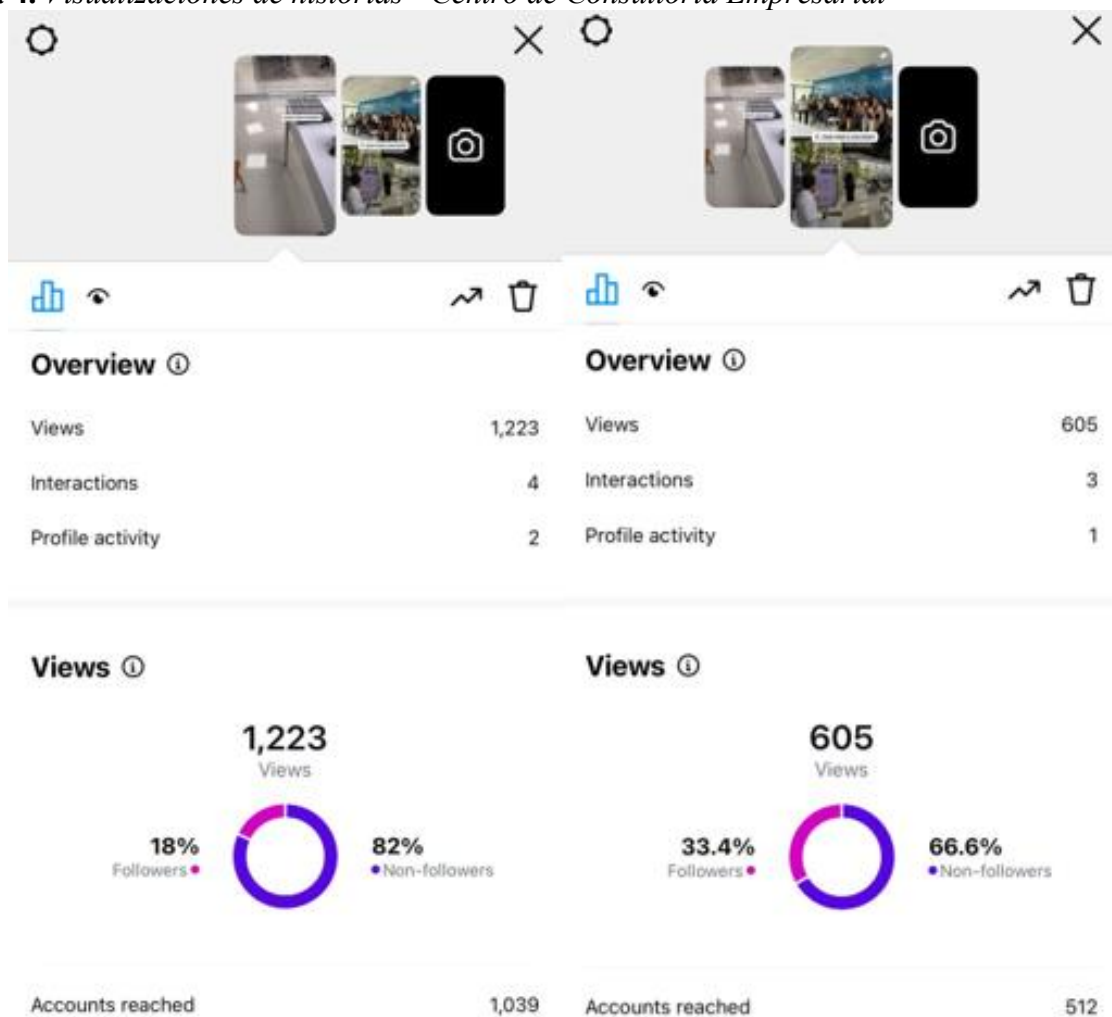 4. Visualizaciones de historias - Centro de Consultoría Empresarial
Overview
Views 1,223
Interactions 4
Profile activity 2
Views
1,223
Views
18%
Followers
82%
Non-followers
Accounts reached 1,039
Overview
Views 605
Interactions 3
Profile activity 1
Views
605
Views
33.4%
Followers
66.6%
Non-followers
Accounts reached 512